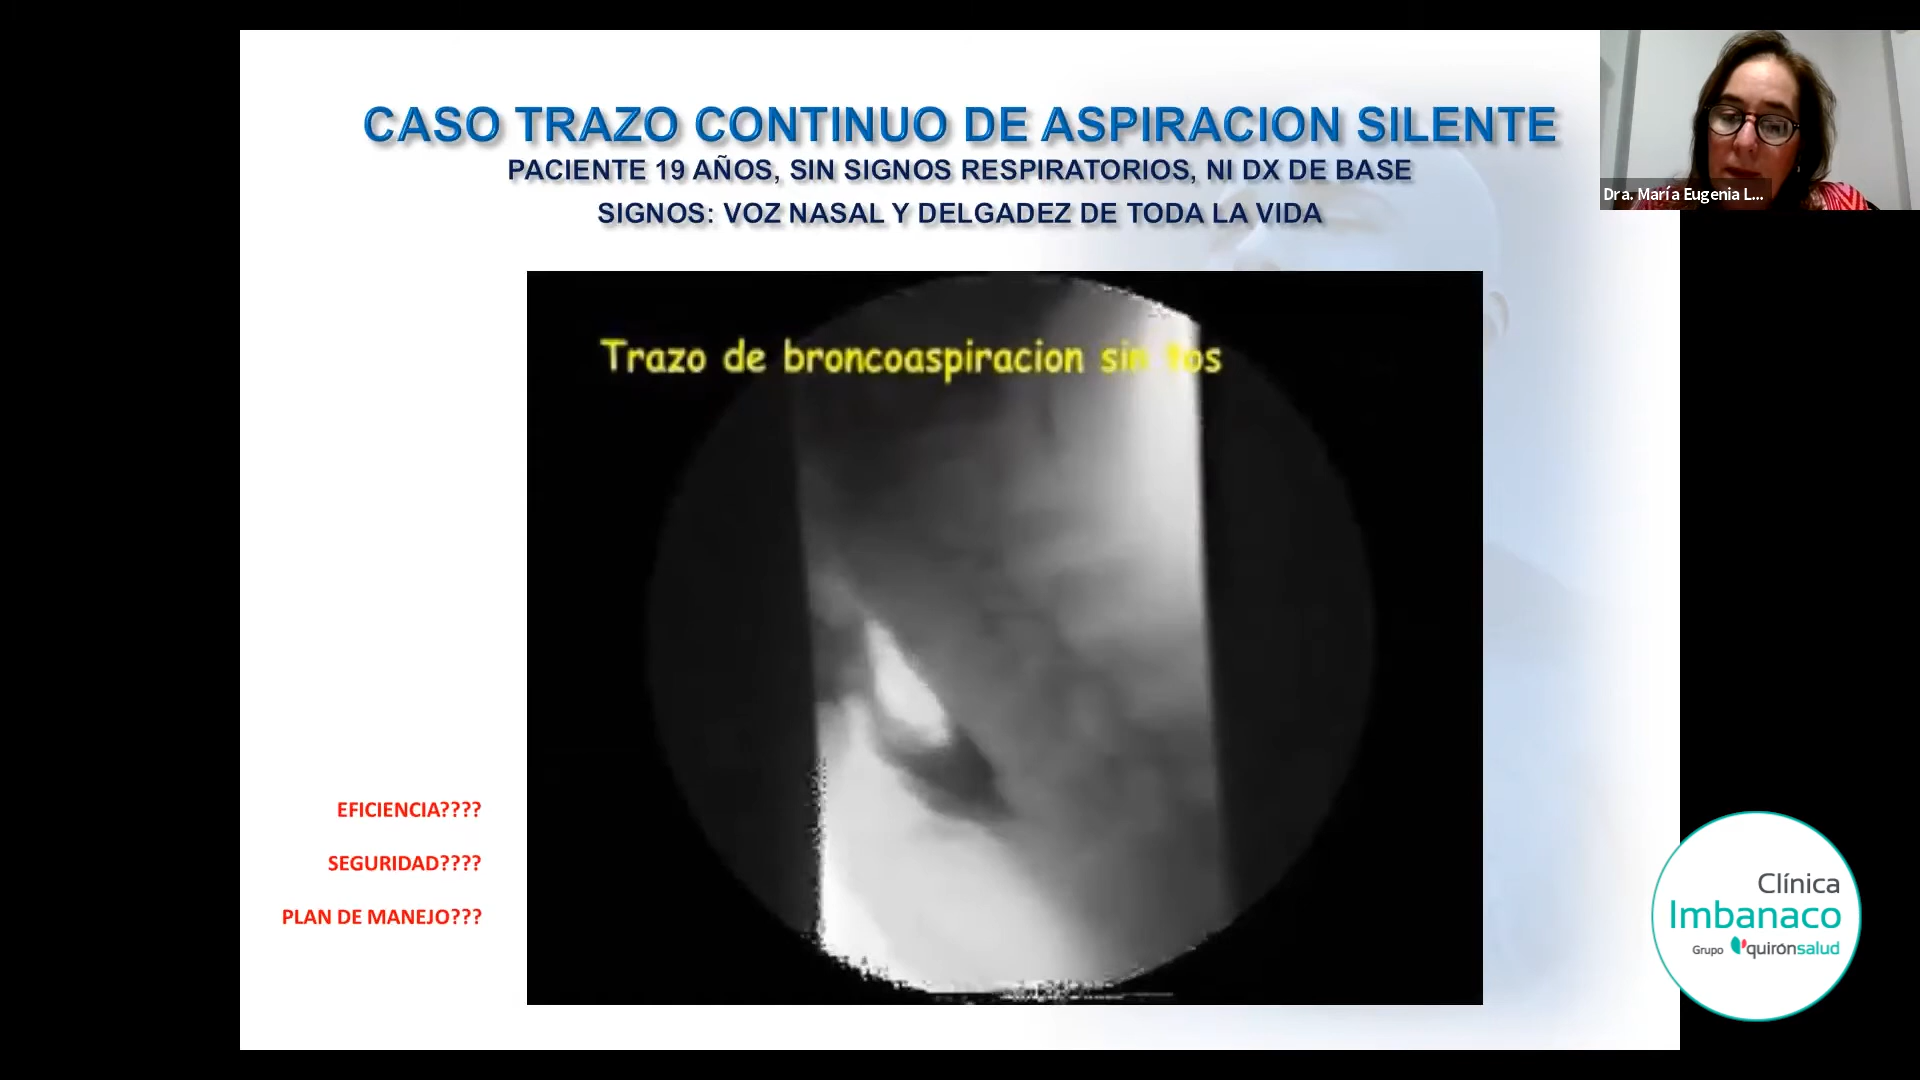 CASO TRAZO CONTINUO DE ASPIRACION SILENTE
PACIENTE 19 AÑOS, SIN SIGNOS RESPIRATORIOS, NI DX DE BASE
SIGNOS: VOZ NASAL Y DELGADEZ DE TODA LA VIDA
Dra. María Eugenia L...
Trazo de broncoaspiracion sin tos
EFICIENCIA????
SEGURIDAD????
PLAN DE MANEJO???
Clínica
Imbanaco
Grupo quirónsalud